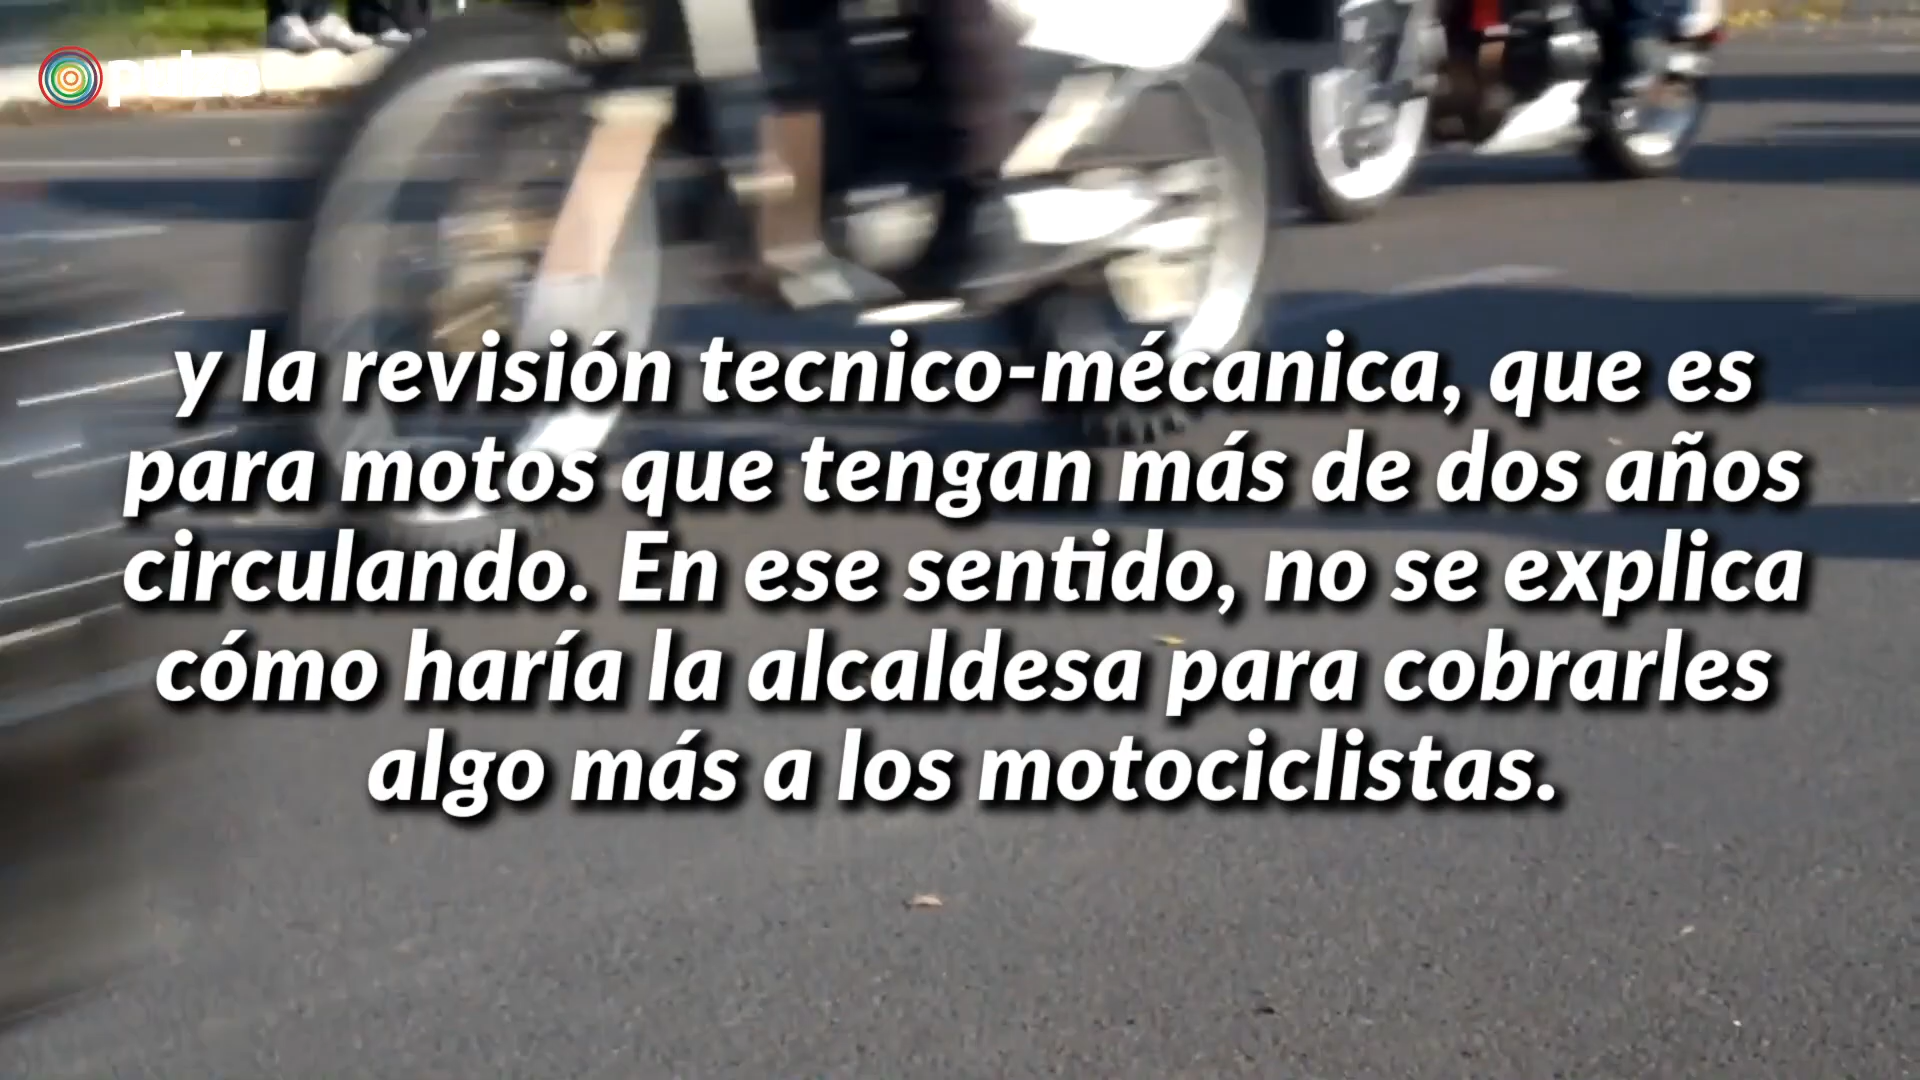 pulzo
y la revisión tecnico-mécanica, que es
para motos que tengan más de dos años
circulando. En ese sentido, no se explica
cómo haría la alcaldesa para cobrarles
algo más a los motociclistas.